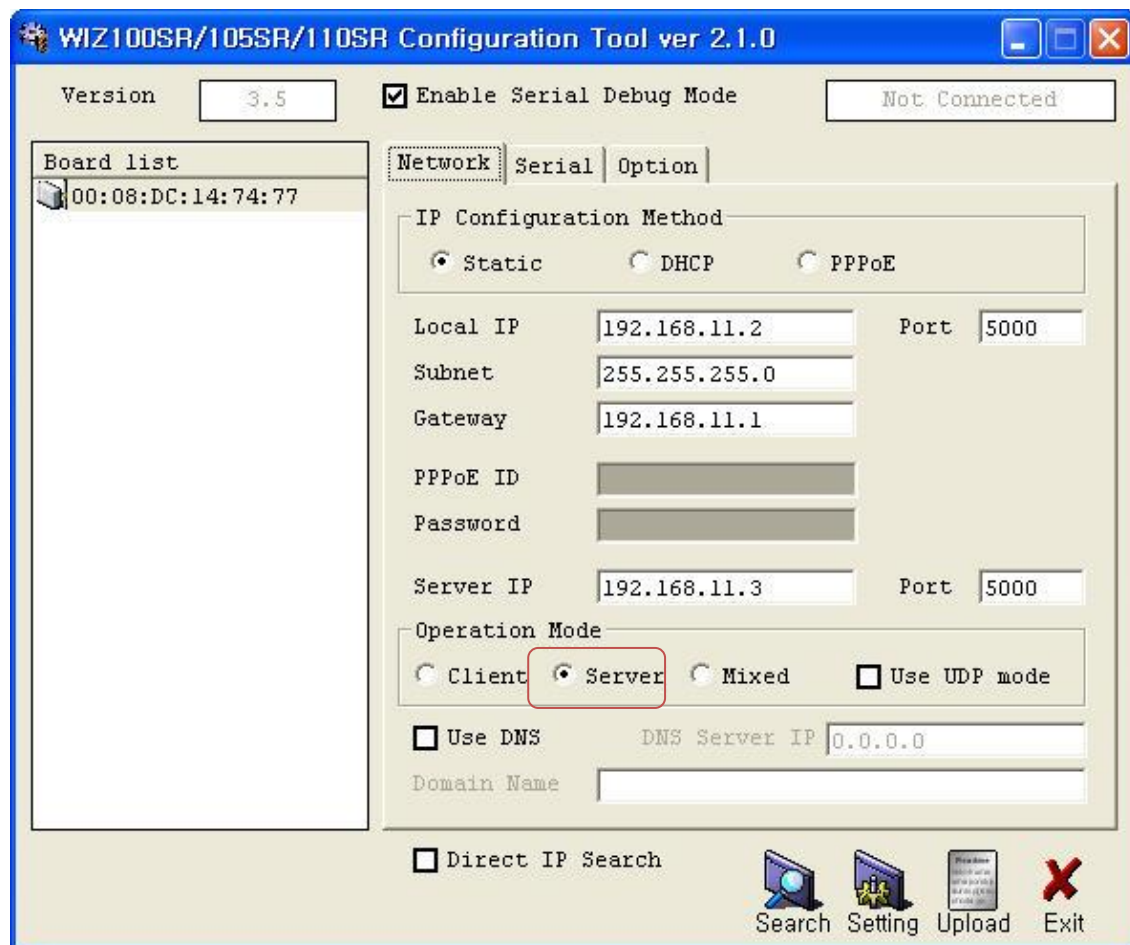 WIZ100SR/105SR/110SR Configuration Tool ver 2.1.0
Version 3.5 Enable Serial Debug Mode Not Connected
Board list
00:08:DC:14:74:77
Network Serial Option
IP Configuration Method
Static DHCP PPPoE
Local IP 192.168.11.2 Port 5000
Subnet 255.255.255.0
Gateway 192.168.11.1
PPPoE ID
Password
Server IP 192.168.11.3 Port 5000
Operation Mode
Client Server Mixed Use UDP mode
Use DNS DNS Server IP 0.0.0.0
Domain Name
Direct IP Search
Search Setting Upload Exit